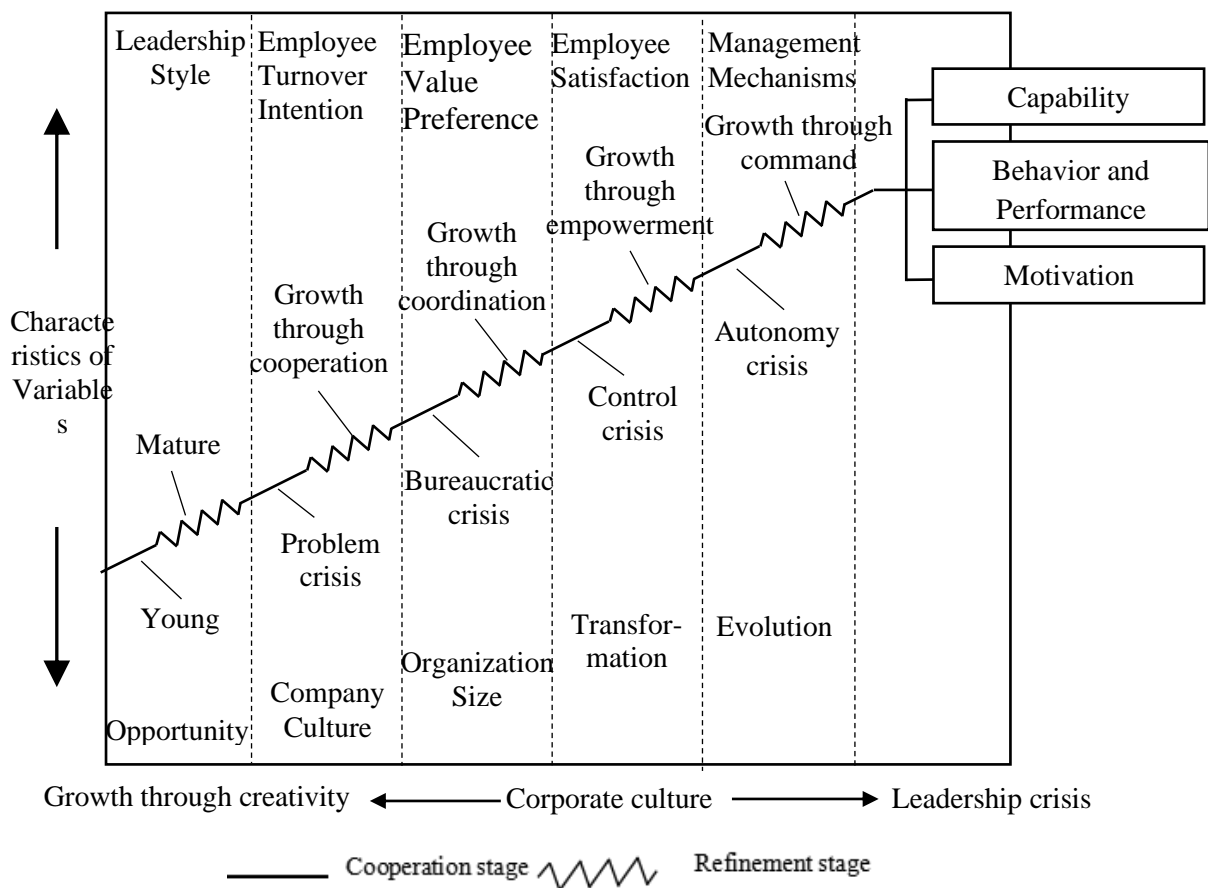 Leadership
Style
Employee
Turnover
Intention
Employee
Value
Preference
Employee
Satisfaction
Management
Mechanisms
Capability
Behavior and
Performance
Motivation
Growth through
command
Growth
through
empowerment
Growth
through
coordination
Growth
through
cooperation
Characte
ristics of
Variable
s
Mature
Young
Problem
crisis
Bureaucratic
crisis
Control
crisis
Autonomy
crisis
Opportunity
Company
Culture
Organization
Size
Transfor-
mation
Evolution
Growth through creativity
Corporate culture
Leadership crisis
Cooperation stage
Refinement stage